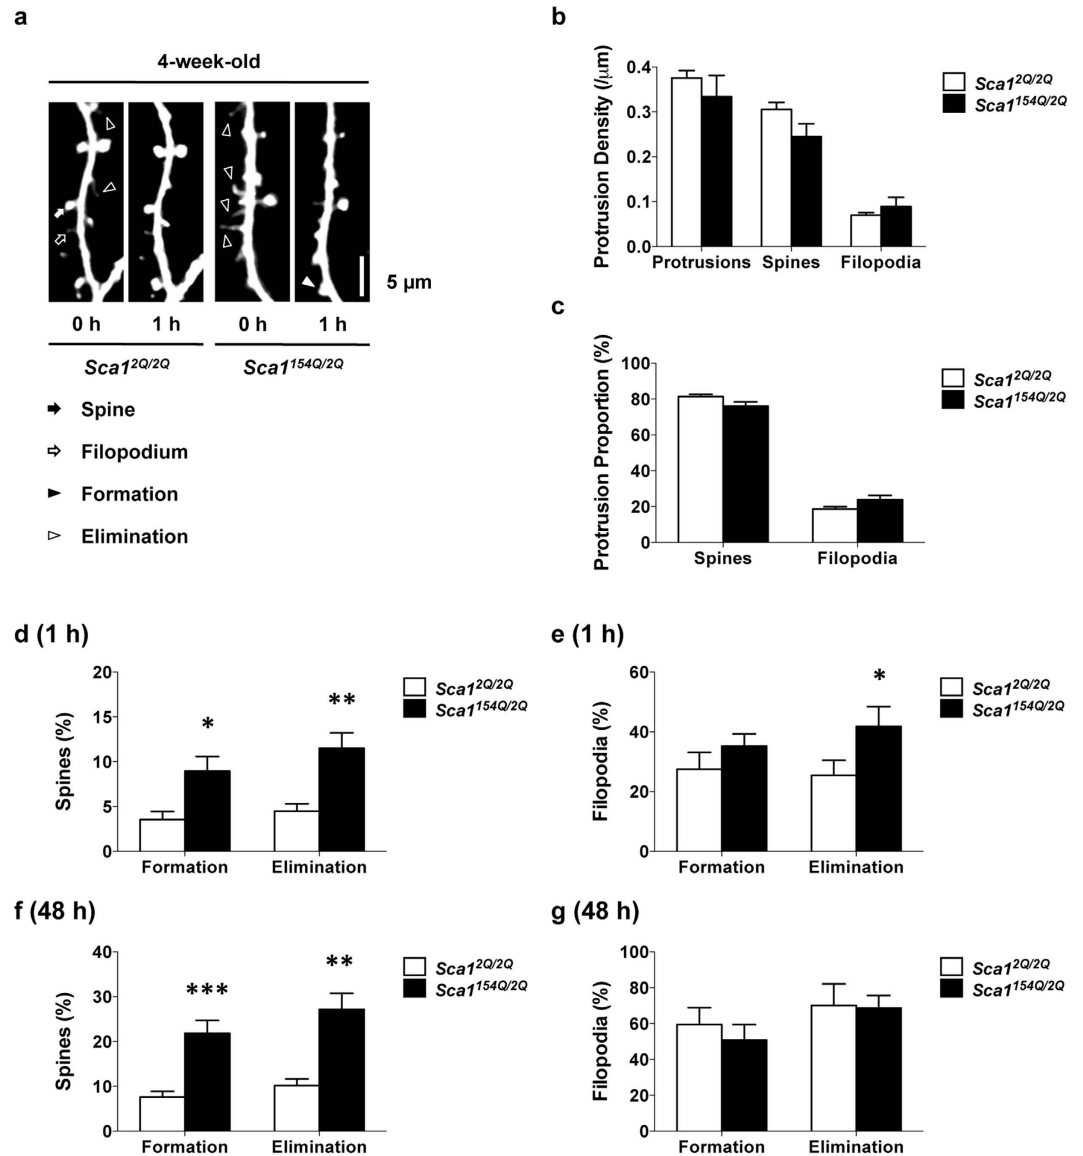 a
4-week-old
0 h 1 h 0 h 1 h
5 µm
Sca1^2Q/2Q Sca1^154Q/2Q
Spine
Filopodium
Formation
Elimination
b
Protrusion Density (/µm)
0.4
0.3
0.2
0.1
0.0
Protrusions Spines Filopodia
Sca1^2Q/2Q
Sca1^154Q/2Q
c
Protrusion Proportion (%)
100
80
60
40
20
0
Spines Filopodia
Sca1^2Q/2Q
Sca1^154Q/2Q
d (1 h)
Spines (%)
20
15
10
5
0
* **
Formation Elimination
Sca1^2Q/2Q
Sca1^154Q/2Q
e (1 h)
Filopodia (%)
60
40
20
0
*
Formation Elimination
Sca1^2Q/2Q
Sca1^154Q/2Q
f (48 h)
Spines (%)
40
30
20
10
0
*** **
Formation Elimination
Sca1^2Q/2Q
Sca1^154Q/2Q
g (48 h)
Filopodia (%)
100
80
60
40
20
0
Formation Elimination
Sca1^2Q/2Q
Sca1^154Q/2Q